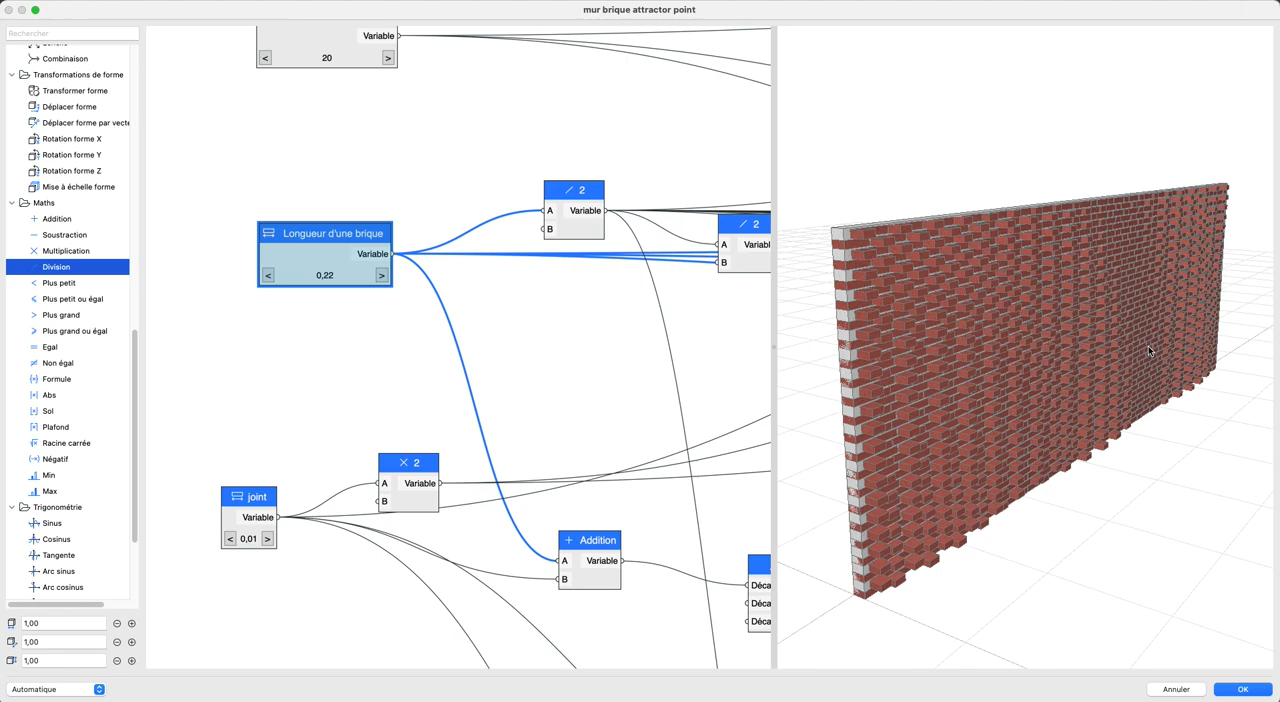 mur brique attractor point
Rechercher
Combinaison
Transformations de forme
Transformer forme
Déplacer forme
Déplacer forme par vecte
Rotation forme X
Rotation forme Y
Rotation forme Z
Mise à échelle forme
Maths
Addition
Soustraction
Multiplication
Division
Plus petit
Plus petit ou égal
Plus grand
Plus grand ou égal
Egal
Non égal
Formule
Abs
Sol
Plafond
Racine carrée
Négatif
Min
Max
Trigonométrie
Sinus
Cosinus
Tangente
Arc sinus
Arc cosinus
1,00
1,00
1,00
Automatique
Variable
< 20 >
Longueur d'une brique
Variable
< 0,22 >
∕ 2
A Variable
B
∕ 2
A Variabl
B
× 2
A Variable
B
joint
Variable
< 0,01 >
+ Addition
A Variable
B
Déca
Déca
Déca
Annuler
OK